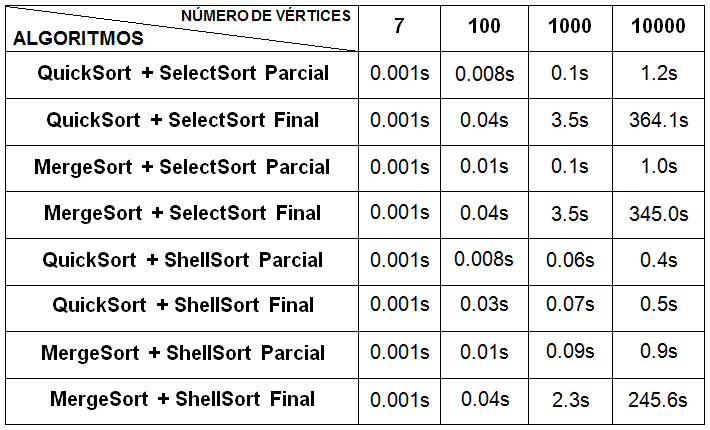 NÚMERO DE VÉRTICES
ALGORITMOS
7 100 1000 10000
QuickSort + SelectSort Parcial 0.001s 0.008s 0.1s 1.2s
QuickSort + SelectSort Final 0.001s 0.04s 3.5s 364.1s
MergeSort + SelectSort Parcial 0.001s 0.01s 0.1s 1.0s
MergeSort + SelectSort Final 0.001s 0.04s 3.5s 345.0s
QuickSort + ShellSort Parcial 0.001s 0.008s 0.06s 0.4s
QuickSort + ShellSort Final 0.001s 0.03s 0.07s 0.5s
MergeSort + ShellSort Parcial 0.001s 0.01s 0.09s 0.9s
MergeSort + ShellSort Final 0.001s 0.04s 2.3s 245.6s